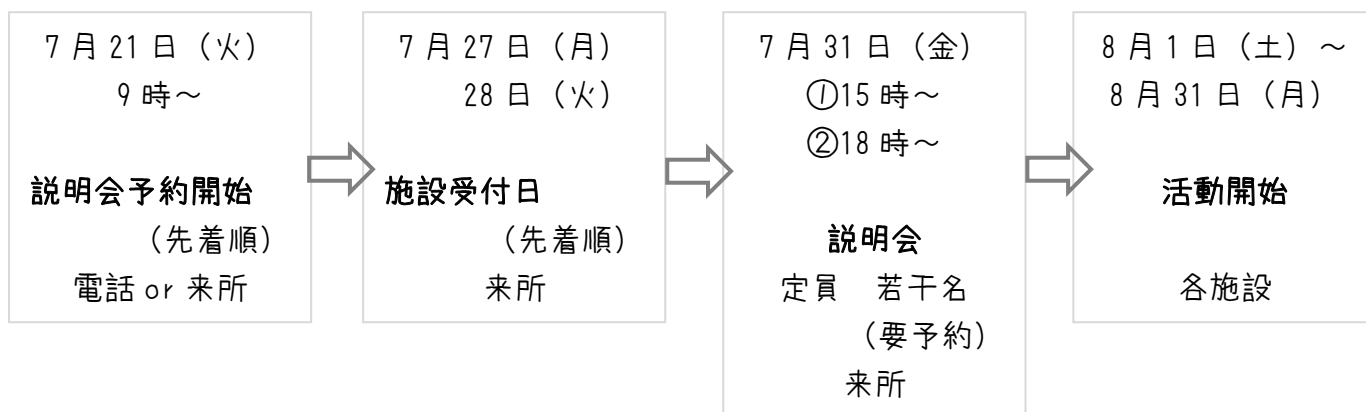 7月21日（火）
9時～
説明会予約開始
（先着順）
電話or来所
7月27日（月）
28日（火）
施設受付日
（先着順）
来所
7月31日（金）
①15時～
②18時～
説明会
定員　若干名
（要予約）
来所
8月1日（土）～
8月31日（月）
活動開始
各施設